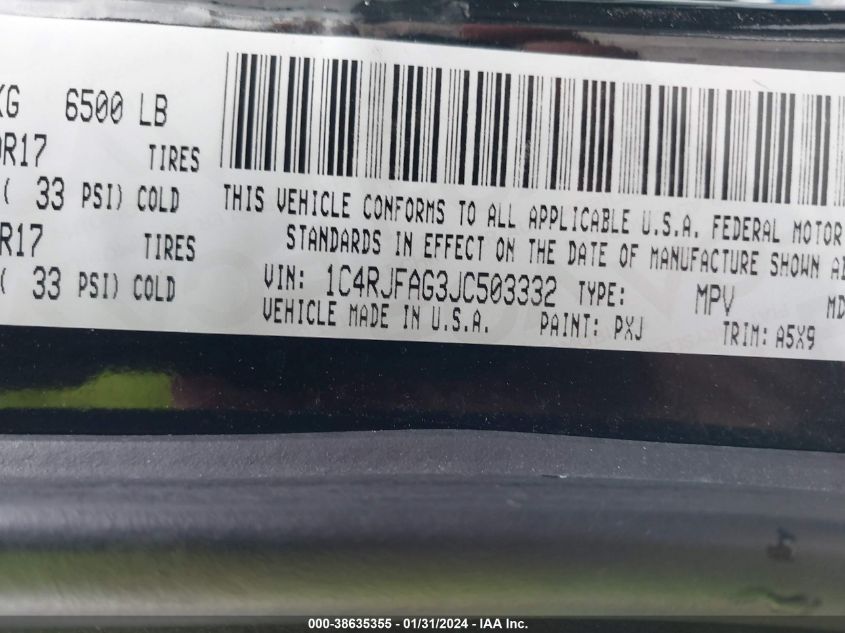 KG 6500 LB
R17 TIRES
( 33 PSI) COLD
R17 TIRES
( 33 PSI) COLD
THIS VEHICLE CONFORMS TO ALL APPLICABLE U.S.A. FEDERAL MOTOR
STANDARDS IN EFFECT ON THE DATE OF MANUFACTURE SHOWN
VIN: 1C4RJFAG3JC503332 TYPE: MPV MD
VEHICLE MADE IN U.S.A. PAINT: PXJ TRIM: A5X9
000-38635355 / 01/31/2024 - IAA Inc.